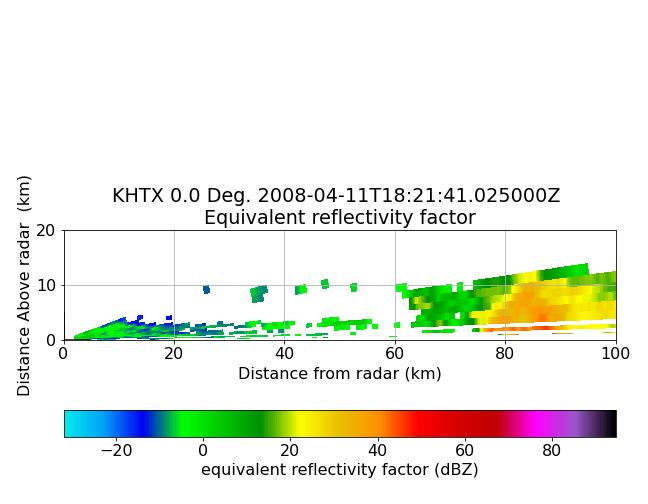 KHTX 0.0 Deg. 2008-04-11T18:21:41.025000Z
Equivalent reflectivity factor
Distance Above radar  (km)
20
10
0
0 20 40 60 80 100
Distance from radar (km)
−20 0 20 40 60 80
equivalent reflectivity factor (dBZ)